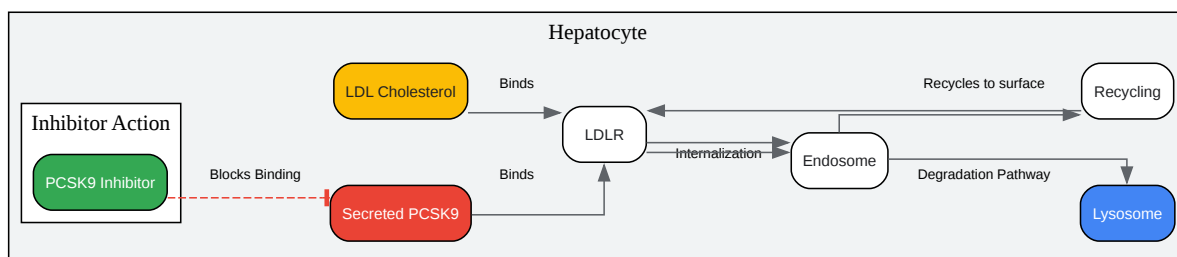 Hepatocyte
LDL Cholesterol
Binds
Recycles to surface
Recycling
Inhibitor Action
LDLR
Internalization
Endosome
PCSK9 Inhibitor
Blocks Binding
Binds
Degradation Pathway
Secreted PCSK9
Lysosome